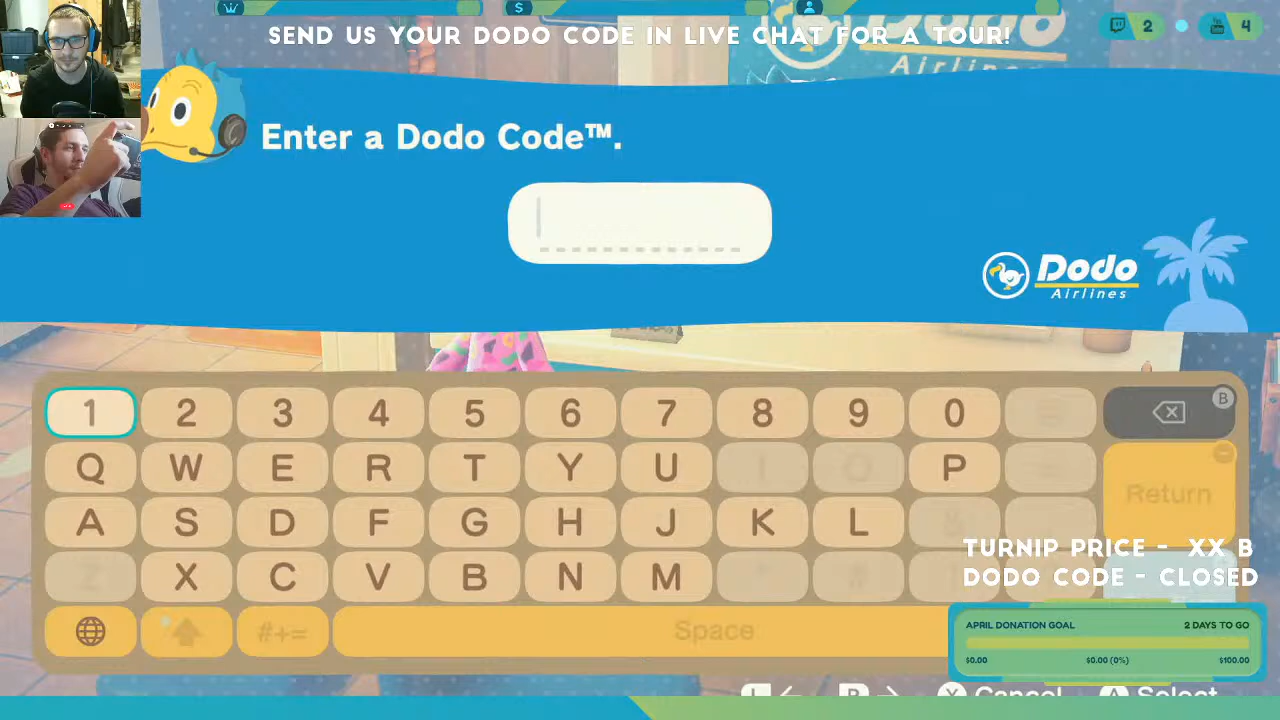 SEND US YOUR DODO CODE IN LIVE CHAT FOR A TOUR!
2
4
Dodo
Airlines
Enter a Dodo Code™.
Dodo
Airlines
1 2 3 4 5 6 7 8 9 0
B
Q W E R T Y U I O P
Return
A S D F G H J K L
Z X C V B N M
#+=
Space
TURNIP PRICE - XX B
DODO CODE - CLOSED
APRIL DONATION GOAL 2 DAYS TO GO
$0.00 $0.00 (0%) $100.00
L R Y Cancel A Select